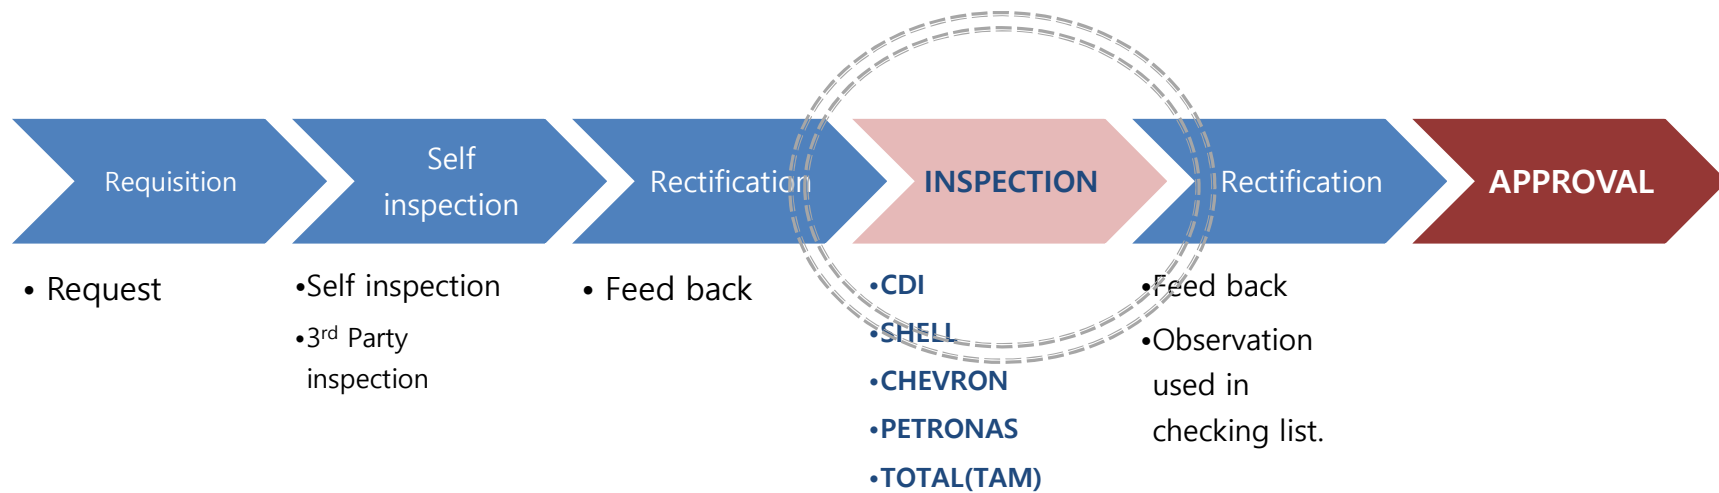 Requisition
Self
inspection
Rectification
INSPECTION
Rectification
APPROVAL
• Request
•Self inspection
•3rd Party
inspection
• Feed back
•CDI
•SHELL
•CHEVRON
•PETRONAS
•TOTAL(TAM)
•Feed back
•Observation
used in
checking list.